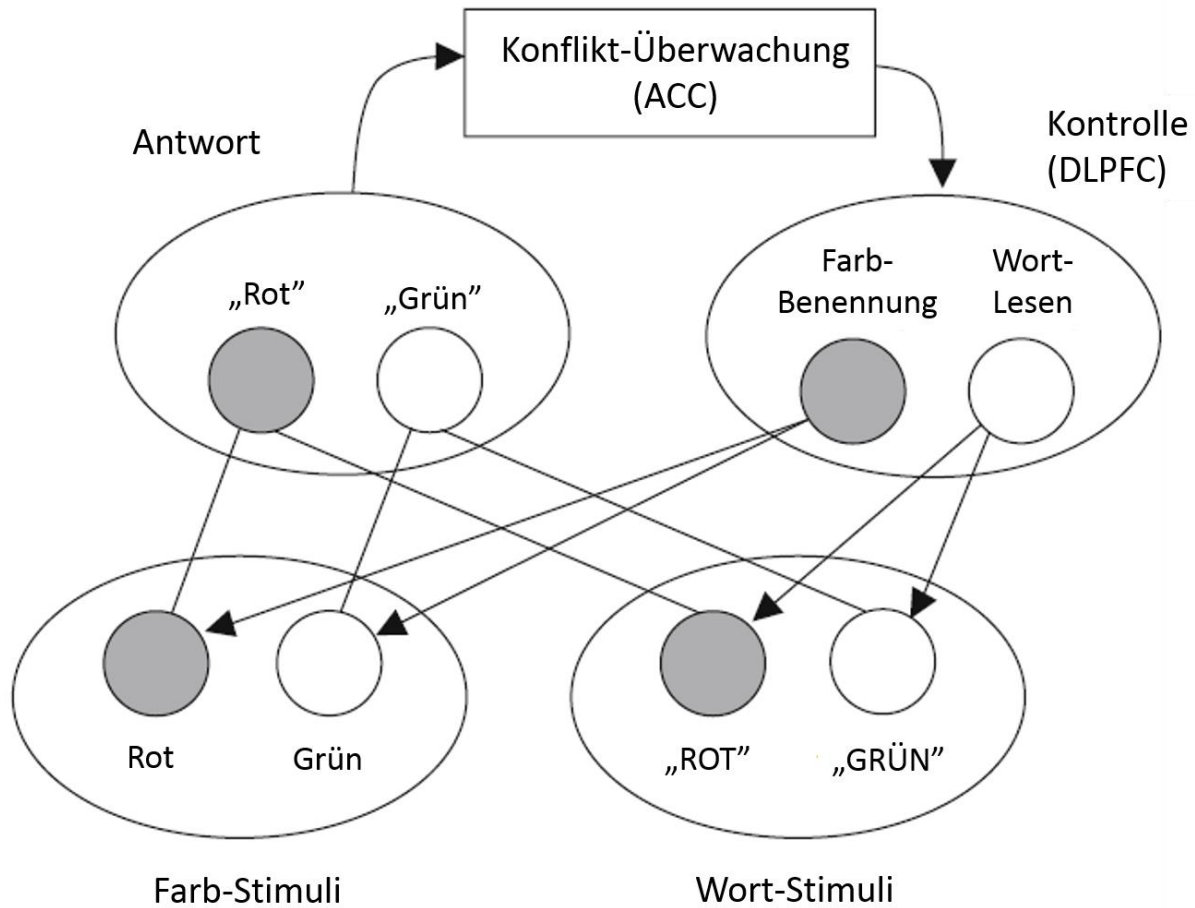 Konflikt-Überwachung
(ACC)
Antwort
Kontrolle
(DLPFC)
„Rot”
„Grün”
Farb-
Benennung
Wort-
Lesen
Rot
Grün
„ROT”
„GRÜN”
Farb-Stimuli
Wort-Stimuli